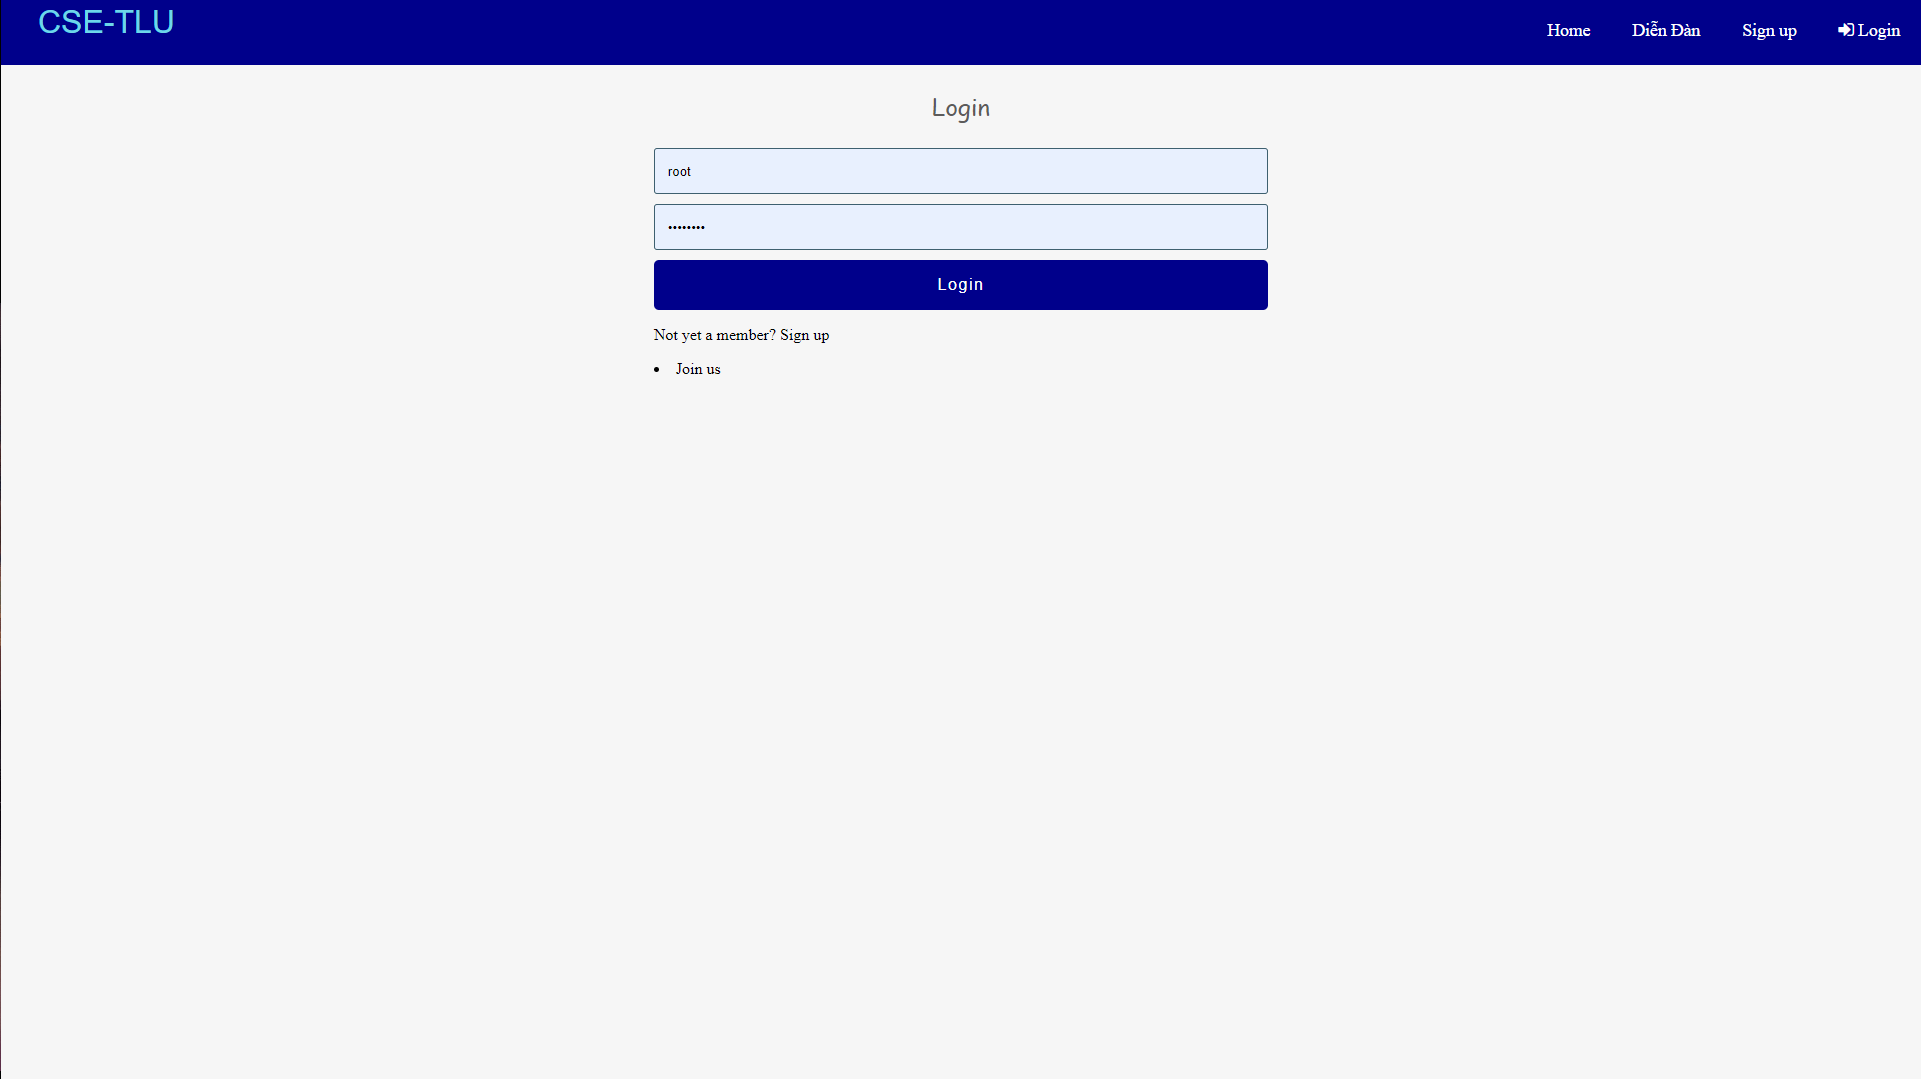 CSE-TLU
Home Diễn Đàn Sign up Login
Login
root
••••••••
Login
Not yet a member? Sign up
• Join us